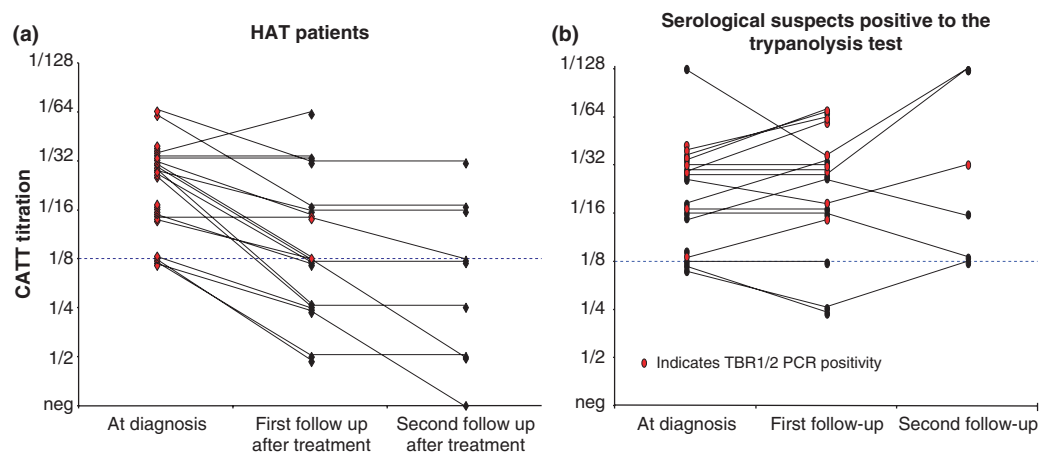 (a)
HAT patients
1/128
1/64
1/32
1/16
1/8
1/4
1/2
neg
CATT titration
At diagnosis
First follow up
after treatment
Second follow up
after treatment
(b)
Serological suspects positive to the
trypanolysis test
1/128
1/64
1/32
1/16
1/8
1/4
1/2
neg
Indicates TBR1/2 PCR positivity
At diagnosis
First follow-up
Second follow-up